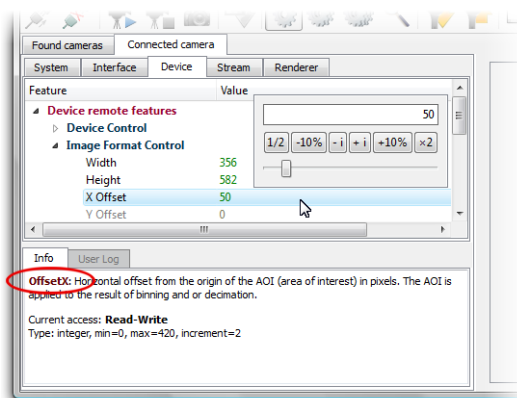 Found cameras Connected camera
System Interface Device Stream Renderer
Feature Value
Device remote features
50
Device Control
1/2 -10% - i + i +10% ×2
Image Format Control
Width 356
Height 582
X Offset 50
Y Offset 0
Info User Log
OffsetX: Horizontal offset from the origin of the AOI (area of interest) in pixels. The AOI is
applied to the result of binning and or decimation.
Current access: Read-Write
Type: integer, min=0, max=420, increment=2